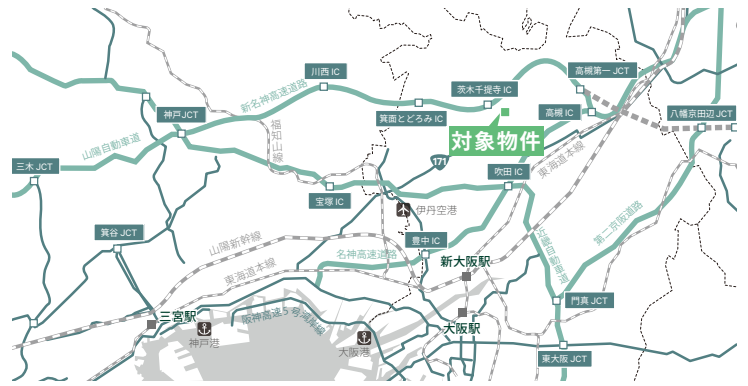 川西 IC
高槻第一 JCT
新名神高速道路
茨木千提寺 IC
神戸JCT
箕面とどろみ IC
高槻 IC
八幡京田辺 JCT
福知山線
対象物件
山陽自動車道
171
東海道本線
三木 JCT
吹田 IC
宝塚 IC
伊丹空港
第二京阪道路
箕谷 JCT
山陽新幹線
豊中 IC
名神高速道路
近畿自動車道
新大阪駅
東海道本線
門真 JCT
三宮駅
阪神高速5号湾岸線
大阪駅
神戸港
大阪港
東大阪 JCT